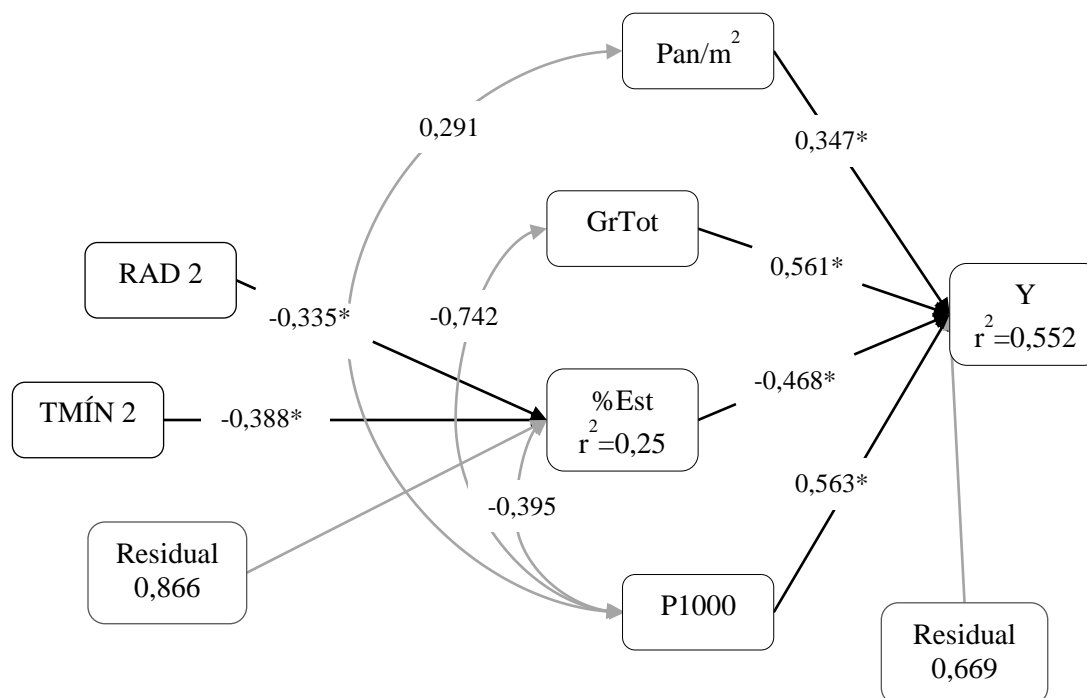 Pan/m²
0,291
0,347*
GrTot
RAD 2
0,561*
-0,335*
-0,742
Y
r²=0,552
TMÍN 2
-0,388*
%Est
r²=0,25
-0,468*
0,563*
-0,395
Residual
0,866
P1000
Residual
0,669